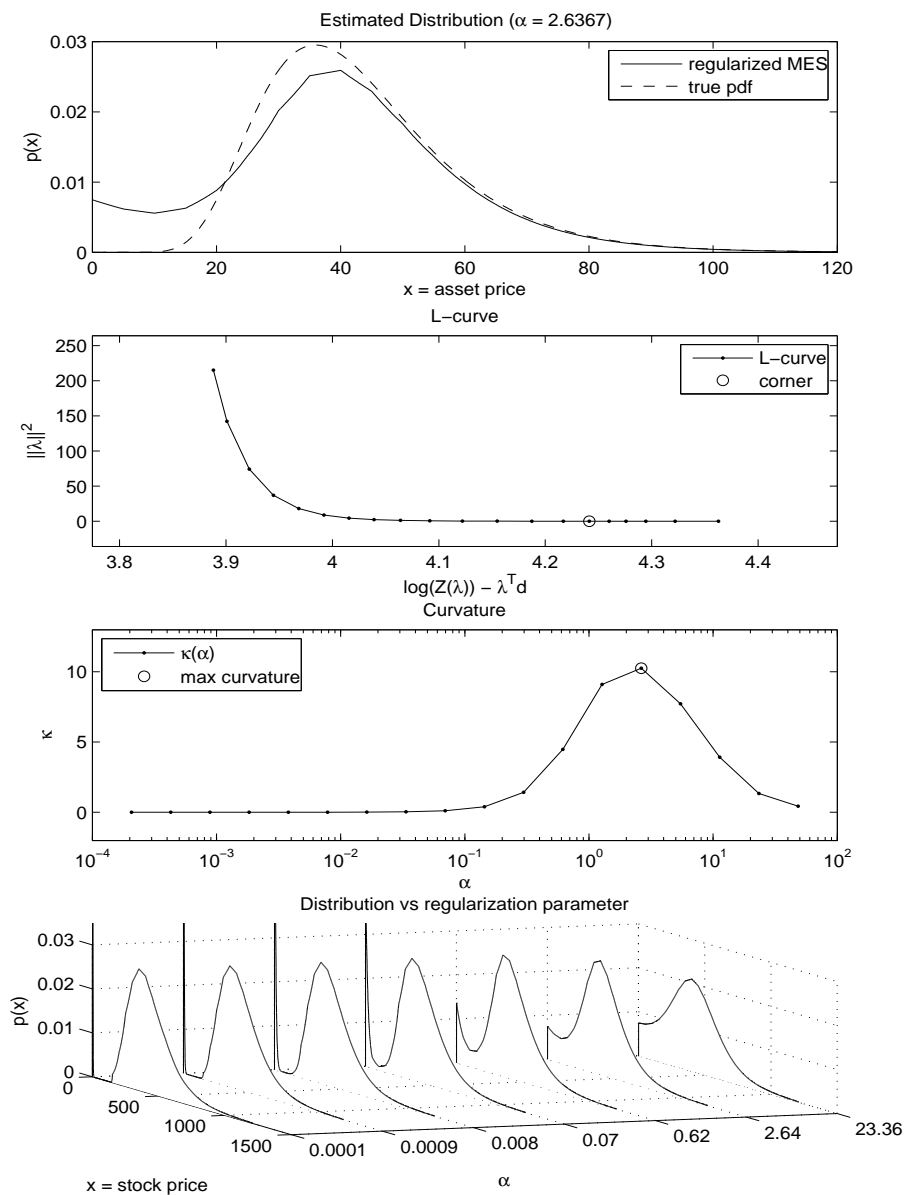 Estimated Distribution (α = 2.6367)
0.03
0.02
0.01
0
p(x)
regularized MES
true pdf
0 20 40 60 80 100 120
x = asset price
L−curve
250
200
150
100
50
0
||λ||²
L−curve
corner
3.8 3.9 4 4.1 4.2 4.3 4.4
log(Z(λ)) − λᵀd
Curvature
10
5
0
κ
κ(α)
max curvature
10⁻⁴ 10⁻³ 10⁻² 10⁻¹ 10⁰ 10¹ 10²
α
Distribution vs regularization parameter
0.03
0.02
0.01
0
p(x)
0
500
1000
1500
0.0001 0.0009 0.008 0.07 0.62 2.64 23.36
x = stock price
α